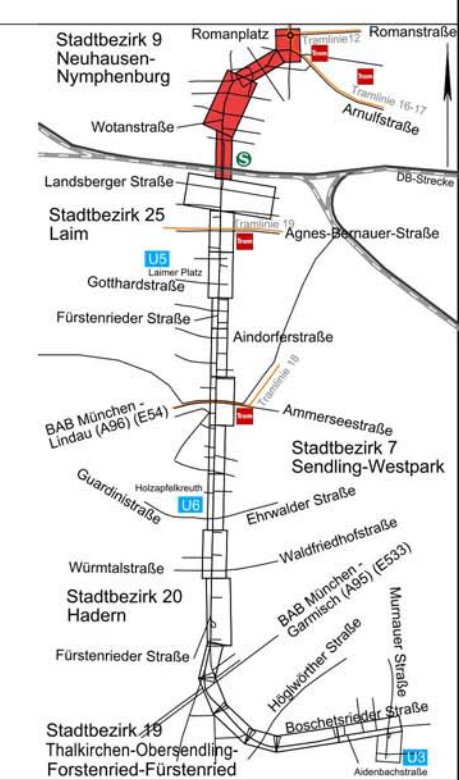 Romanplatz
Romanstraße
Tramlinie12
Stadtbezirk 9
Neuhausen-
Nymphenburg
Tram
Tram
Tramlinie 16-17
Arnulfstraße
Wotanstraße
S
DB-Strecke
Landsberger Straße
Stadtbezirk 25
Laim
Tramlinie 19
Agnes-Bernauer-Straße
Tram
U5
Laimer Platz
Gotthardstraße
Fürstenrieder Straße
Aindorferstraße
Tramlinie 18
BAB München -
Lindau (A96) (E54)
Tram
Ammerseestraße
Stadtbezirk 7
Sendling-Westpark
Guardinistraße
Holzapfelkreuth
U6
Ehrwalder Straße
Waldfriedhofstraße
Würmtalstraße
Stadtbezirk 20
Hadern
BAB München -
Garmisch (A95) (E533)
Murnauer Straße
Fürstenrieder Straße
Höglwörther Straße
Boschetsrieder Straße
Stadtbezirk 19
Thalkirchen-Obersendling-
Forstenried-Fürstenried
U3
Aidenbachstraße